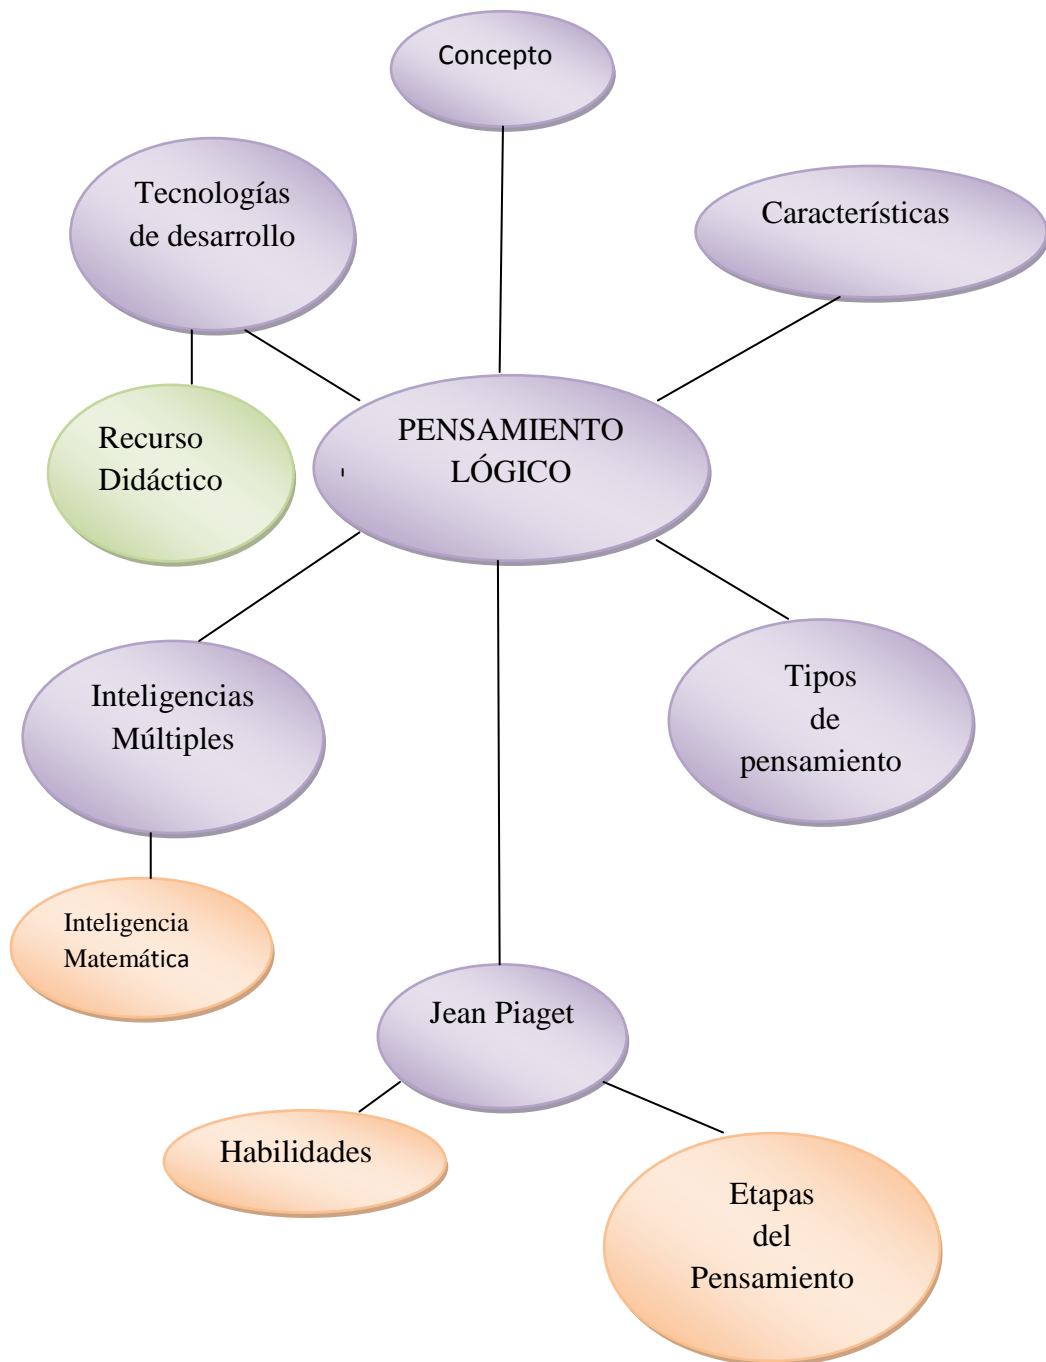 Concepto
Tecnologías
de desarrollo
Características
Recurso
Didáctico
PENSAMIENTO
LÓGICO
Inteligencias
Múltiples
Tipos
de
pensamiento
Inteligencia
Matemática
Jean Piaget
Habilidades
Etapas
del
Pensamiento